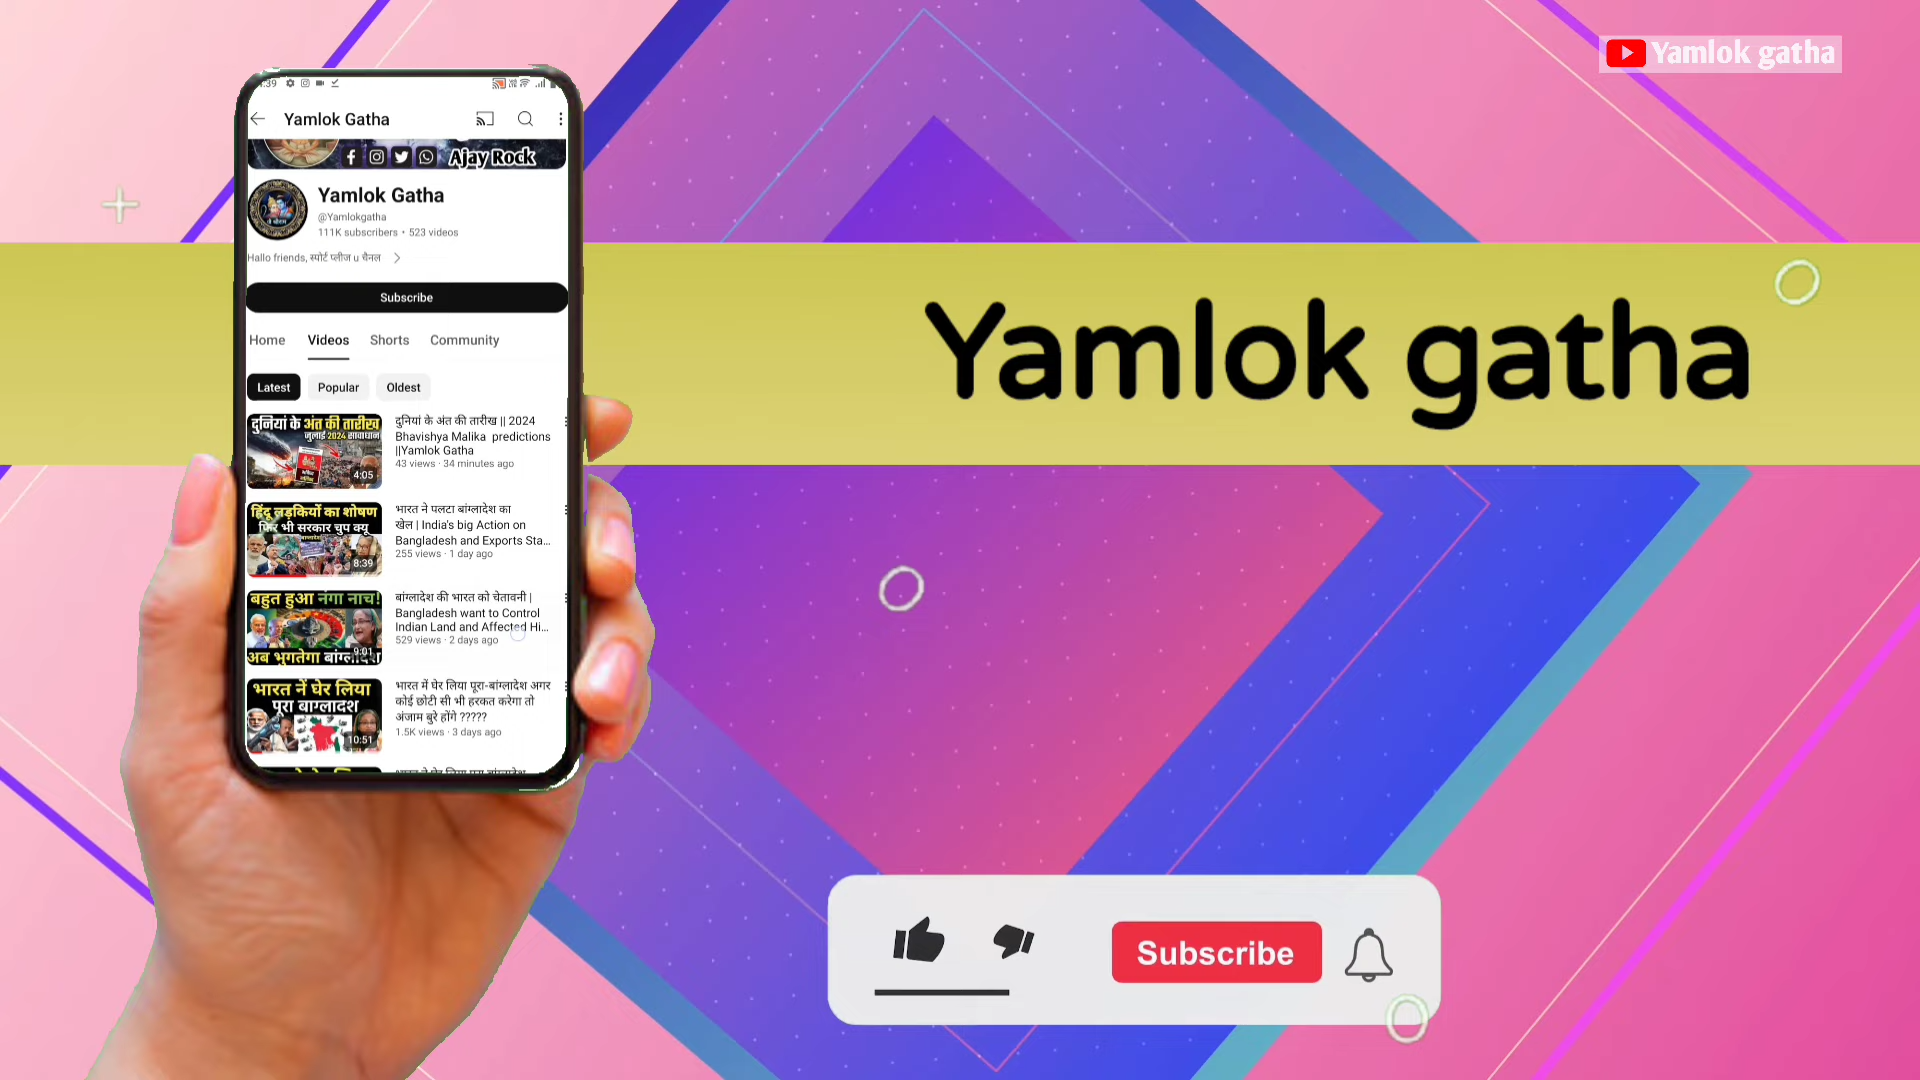 Yamlok gatha
:39
Yamlok Gatha
Ajay Rock
Yamlok Gatha
@Yamlokgatha
111K subscribers • 523 videos
Hallo friends, स्पोर्ट प्लीज u चैनल
Subscribe
Home Videos Shorts Community
Latest Popular Oldest
दुनियां के अंत की तारीख
जुलाई 2024 सावधान
4:05
दुनियां के अंत की तारीख || 2024
Bhavishya Malika predictions
||Yamlok Gatha
43 views · 34 minutes ago
हिंदू लड़कियों का शोषण
फिर भी सरकार चुप क्यू
8:39
भारत ने पलटा बांग्लादेश का
खेल | India's big Action on
Bangladesh and Exports Sta...
255 views · 1 day ago
बहुत हुआ नंगा नाच!
9:01
अब भुगतेगा बांग्लादेश
बांग्लादेश की भारत को चेतावनी |
Bangladesh want to Control
Indian Land and Affected Hi...
529 views · 2 days ago
भारत नें घेर लिया
पूरा बाग्लादेश
10:51
भारत में घेर लिया पूरा-बांग्लादेश अगर
कोई छोटी सी भी हरकत करेगा तो
अंजाम बुरे होंगे ?????
1.5K views · 3 days ago
Yamlok gatha
Subscribe